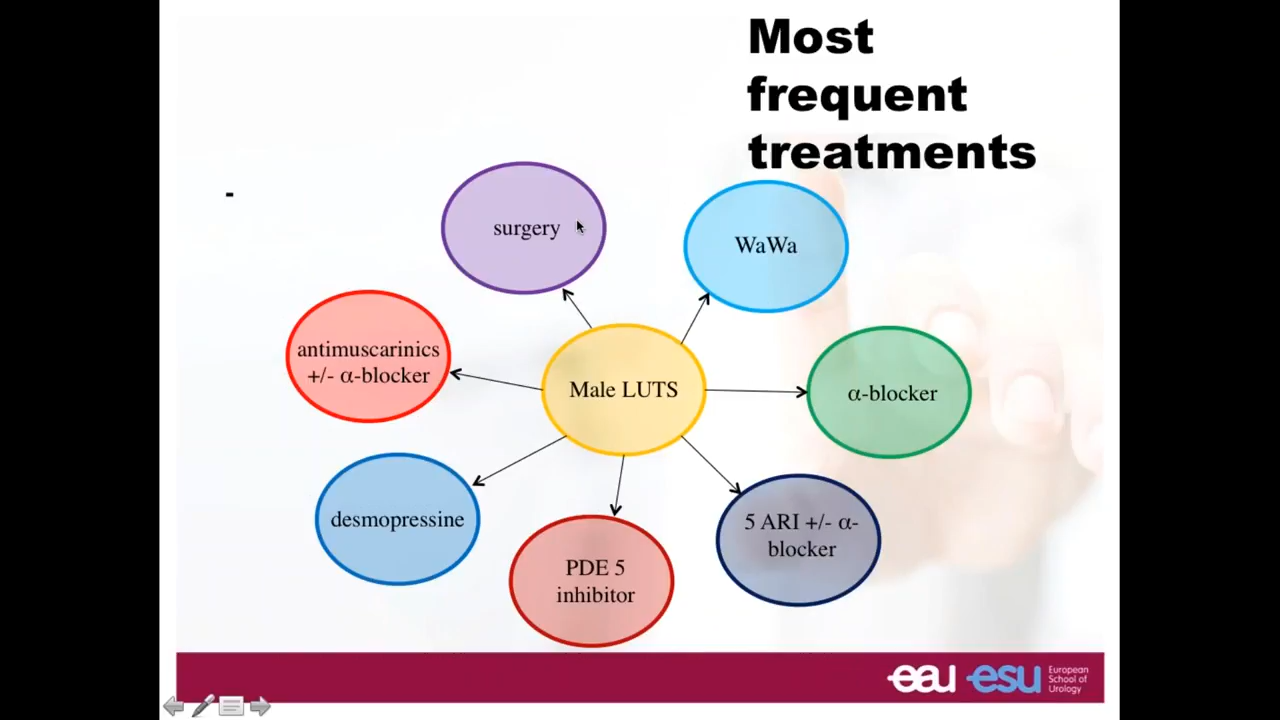 Most
frequent
treatments
-
surgery
WaWa
antimuscarinics
+/- α-blocker
Male LUTS
α-blocker
desmopressine
5 ARI +/- α-
blocker
PDE 5
inhibitor
eau esu European
School of
Urology